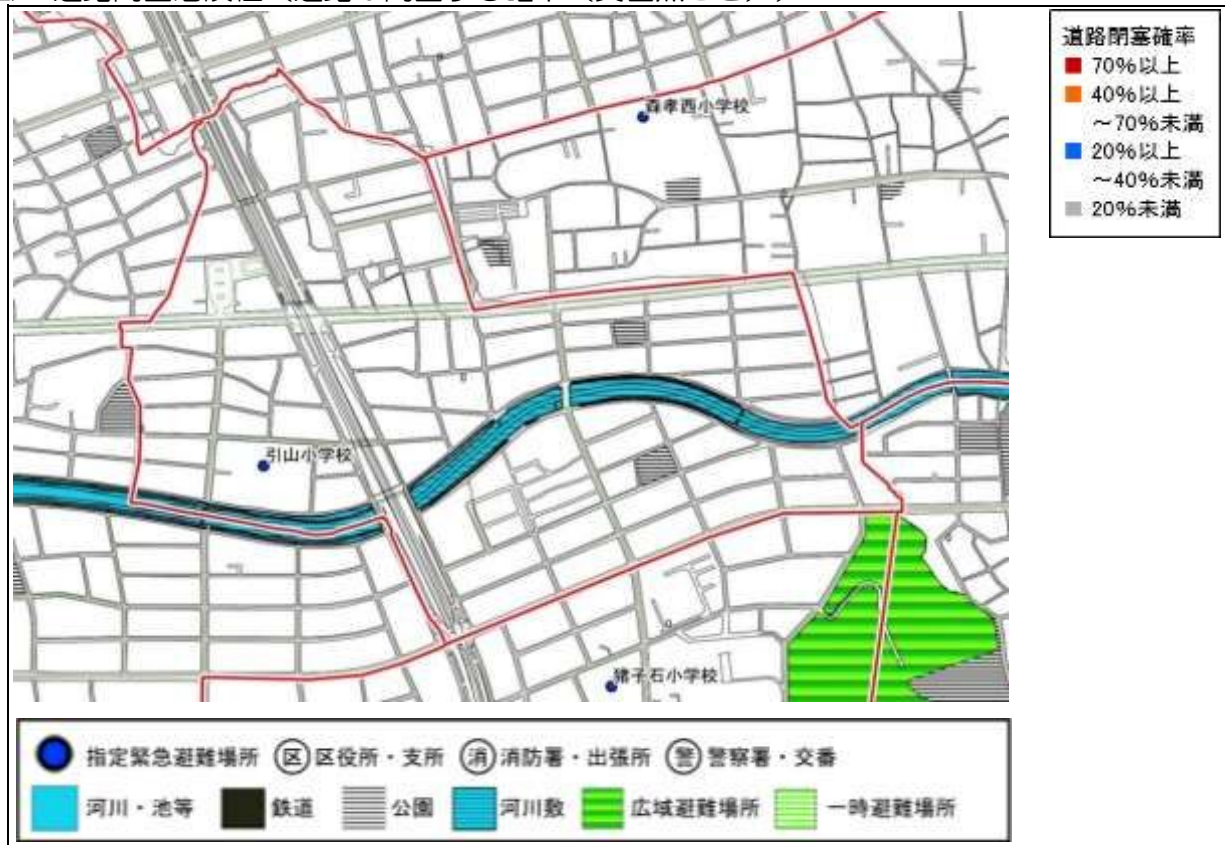 道路閉塞確率
70%以上
40%以上
~70%未満
20%以上
~40%未満
20%未満
森孝西小学校
引山小学校
猪子石小学校
指定緊急避難場所 区 区役所・支所 消 消防署・出張所 警 警察署・交番
河川・池等 鉄道 公園 河川敷 広域避難場所 一時避難場所